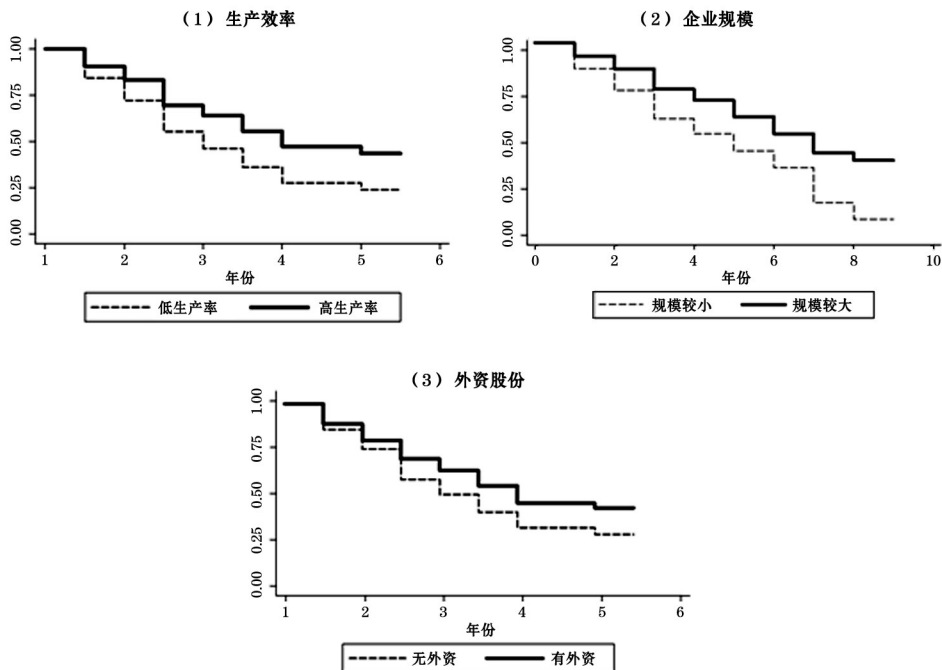 （1）生产效率
1.00
0.75
0.50
0.25
0.00
1 2 3 4 5 6
年份
低生产率 高生产率
（2）企业规模
1.00
0.75
0.50
0.25
0.00
0 2 4 6 8 10
年份
规模较小 规模较大
（3）外资股份
1.00
0.75
0.50
0.25
0.00
1 2 3 4 5 6
年份
无外资 有外资